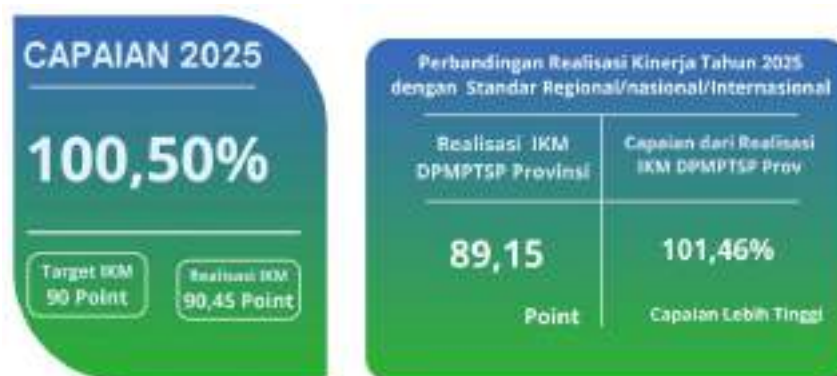 CAPAIAN 2025
100,50%
Target IKM
90 Point
Realisasi IKM
90,45 Point
Perbandingan Realisasi Kinerja Tahun 2025
dengan Standar Regional/nasional/Internasional
Realisasi IKM
DPMPTSP Provinsi
Capaian dari Realisasi
IKM DPMPTSP Prov
89,15
Point
101,46%
Capaian Lebih Tinggi